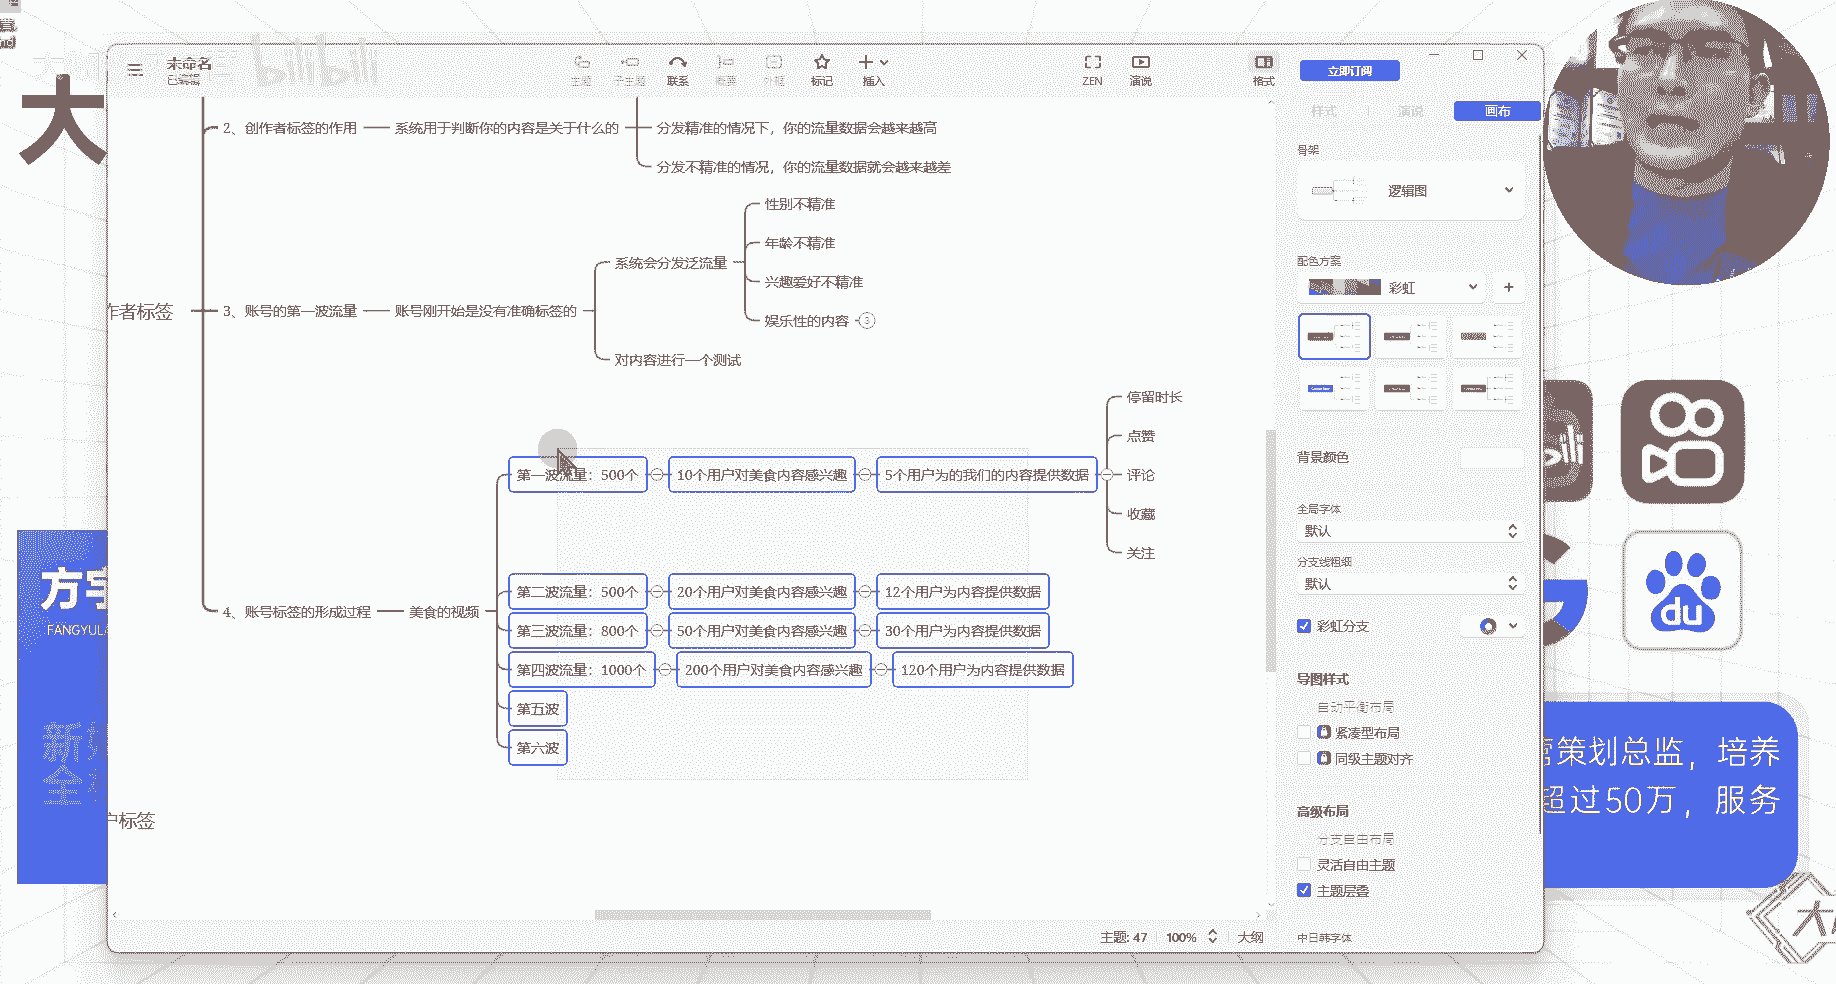 未命名
已编辑
bilibili
主题
子主题
联系
概要
外框
标记
插入
ZEN
演说
格式
立即订阅
样式
演说
画布
大
2、创作者标签的作用
系统用于判断你的内容是关于什么的
分发精准的情况下，你的流量数据会越来越高
分发不精准的情况，你的流量数据就会越来越差
作者标签
3、账号的第一波流量
账号刚开始是没有准确标签的
系统会分发泛流量
性别不精准
年龄不精准
兴趣爱好不精准
娱乐性的内容
3
对内容进行一个测试
4、账号标签的形成过程
美食的视频
第一波流量：500个
10个用户对美食内容感兴趣
5个用户为的我们的内容提供数据
停留时长
点赞
评论
收藏
关注
第二波流量：500个
20个用户对美食内容感兴趣
12个用户为内容提供数据
第三波流量：800个
50个用户对美食内容感兴趣
30个用户为内容提供数据
第四波流量：1000个
200个用户对美食内容感兴趣
120个用户为内容提供数据
第五波
第六波
户标签
骨架
逻辑图
配色方案
彩虹
背景颜色
全局字体
默认
分支线粗细
默认
彩虹分支
导图样式
自动平衡布局
紧凑型布局
同级主题对齐
高级布局
分支自由布局
灵活自由主题
主题层叠
中日韩字体
主题: 47
100%
大纲
方宇
FANGYUL
新
全
du
营策划总监，培养
超过50万，服务
大